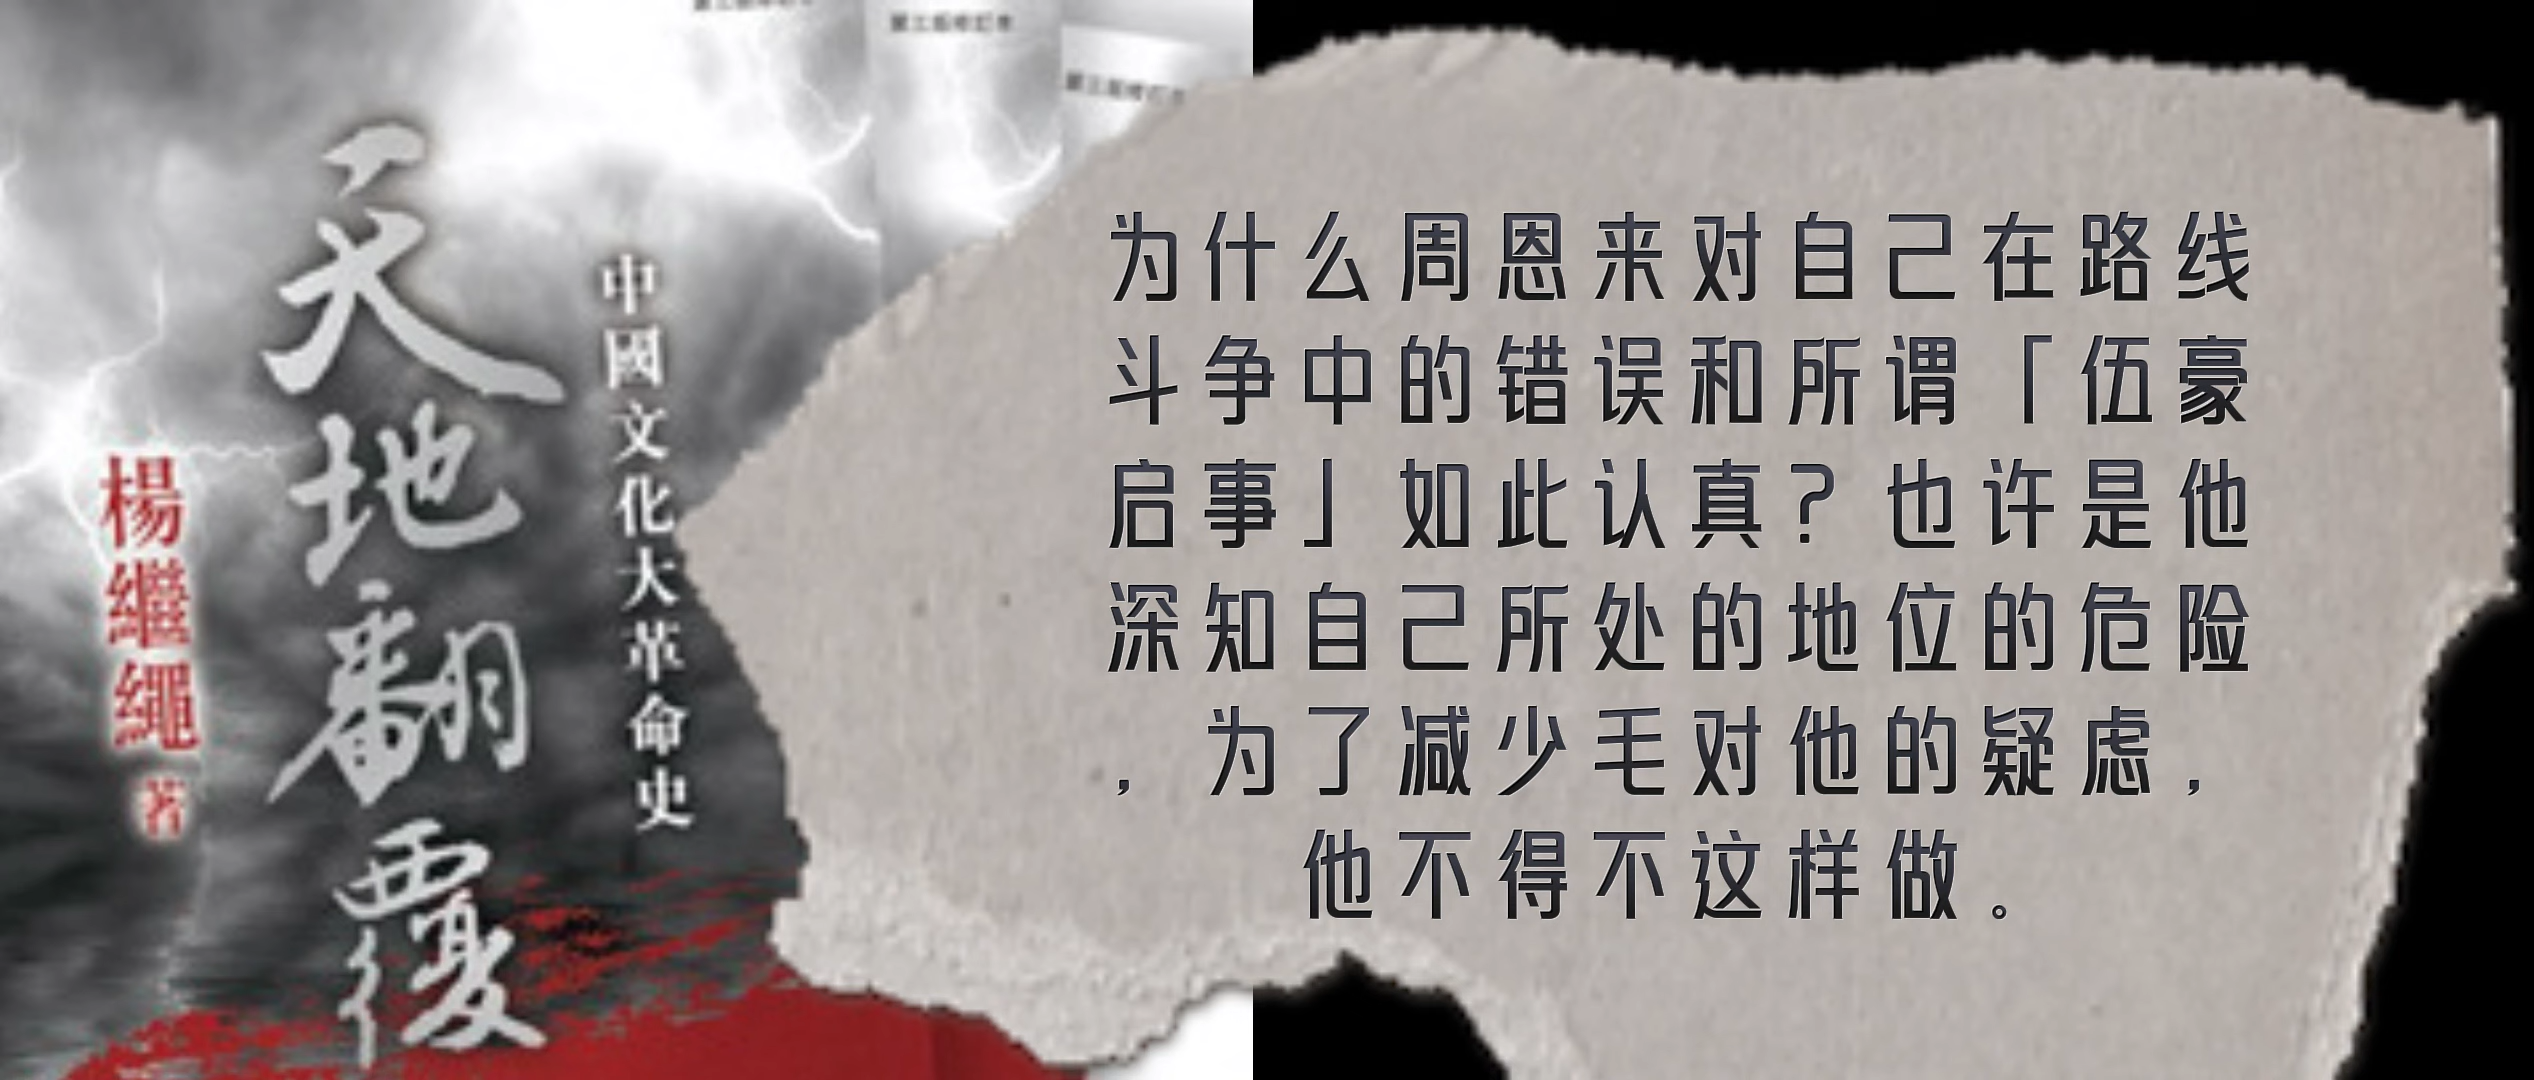 天地翻覆
中國文化大革命史
楊繼繩 著
为什么周恩来对自己在路线
斗争中的错误和所谓「伍豪
启事」如此认真？也许是他
深知自己所处的地位的危险
，为了减少毛对他的疑虑，
他不得不这样做。